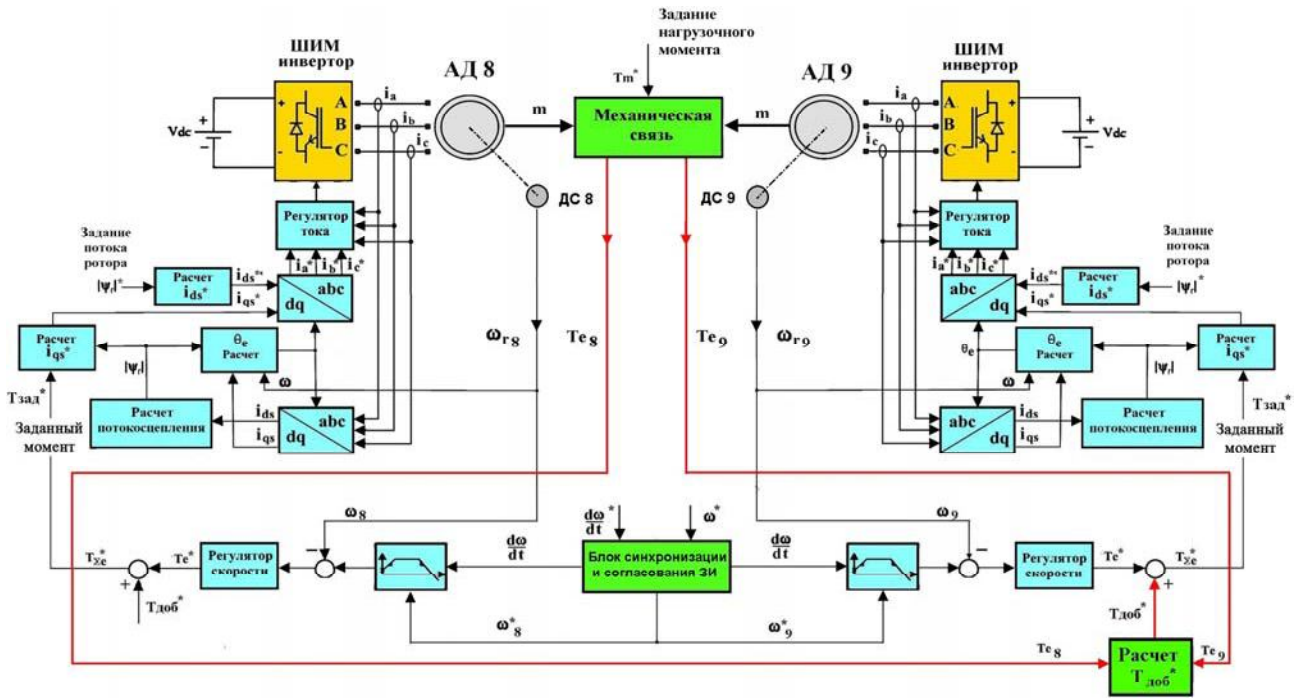 Задание
нагрузочного
момента
Tm*
ШИМ
инвертор
АД 8
АД 9
ШИМ
инвертор
Vdc
+
−
+
-
A
B
C
ia
ib
ic
m
Механическая
связь
m
ia
ib
ic
A
B
C
+
-
+
−
Vdc
ДС 8
ДС 9
Регулятор
тока
Регулятор
тока
Задание
потока
ротора
|ψr|*
Расчет
ids*
ids**
iqs*
ia*
ib*
ic*
abc
dq
ia*
ib*
ic*
abc
dq
ids**
iqs*
Расчет
ids*
Задание
потока
ротора
|ψr|*
Расчет
iqs*
|ψr|
θe
Расчет
ω
ωr8
Te8
Te9
ωr9
θe
ω
θe
Расчет
|ψr|
Расчет
iqs*
Tзад*
Заданный
момент
Расчет
потокосцепления
ids
iqs
abc
dq
abc
dq
ids
iqs
Расчет
потокосцепления
Tзад*
Заданный
момент
TΣe*
+
Te*
Регулятор
скорости
−
ω8
dω
dt
dω*
dt
ω*
Блок синхронизации
и согласования ЗИ
dω
dt
ω9
−
Регулятор
скорости
Te*
TΣe*
+
Tдоб*
ω*8
ω*9
Tдоб*
Te8
Расчет
Tдоб*
Te9